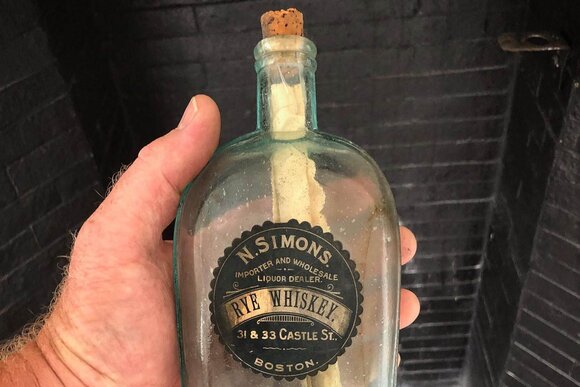 N. SIMONS.
IMPORTER AND WHOLESALE
LIQUOR DEALER.
RYE WHISKEY.
31 & 33 CASTLE ST.
BOSTON.